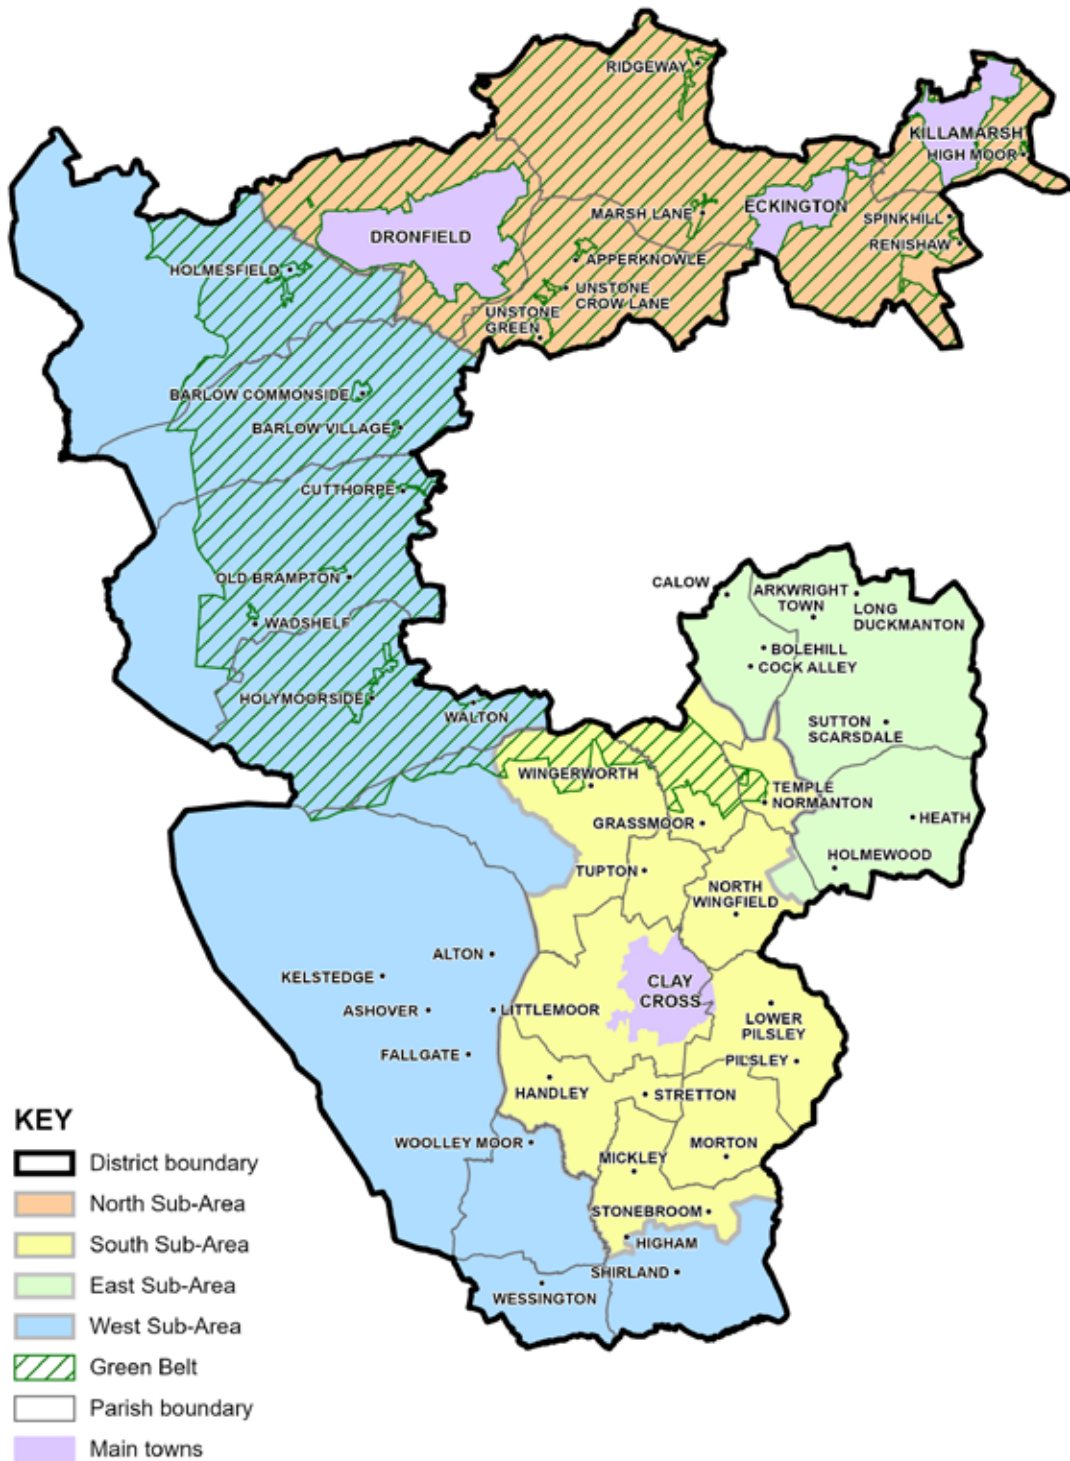 RIDGEWAY
KILLAMARSH
HIGH MOOR
MARSH LANE
ECKINGTON
SPINKHILL
DRONFIELD
RENISHAW
APPERKNOWLE
HOLMESFIELD
UNSTONE
CROW LANE
UNSTONE
GREEN
BARLOW COMMONSIDE
BARLOW VILLAGE
CUTTHORPE
OLD BRAMPTON
WADSHELF
CALOW
ARKWRIGHT
TOWN
LONG
DUCKMANTON
BOLEHILL
COCK ALLEY
HOLYMOORSIDE
WALTON
SUTTON
SCARSDALE
WINGERWORTH
TEMPLE
NORMANTON
GRASSMOOR
HEATH
HOLMEWOOD
TUPTON
NORTH
WINGFIELD
ALTON
KELSTEDGE
CLAY
CROSS
ASHOVER
LITTLEMOOR
LOWER
PILSLEY
FALLGATE
PILSLEY
HANDLEY
STRETTON
WOOLLEY MOOR
MORTON
MICKLEY
STONEBROOM
HIGHAM
SHIRLAND
WESSINGTON
KEY
District boundary
North Sub-Area
South Sub-Area
East Sub-Area
West Sub-Area
Green Belt
Parish boundary
Main towns